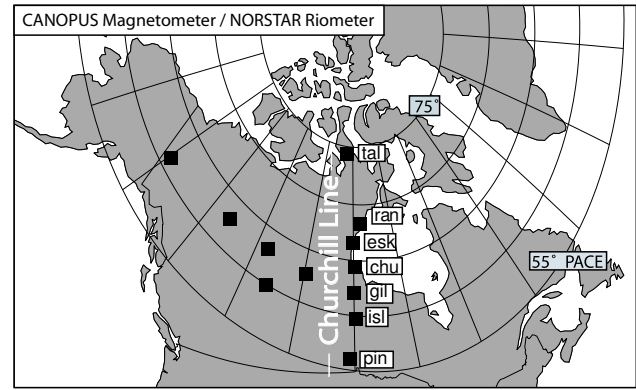 CANOPUS Magnetometer / NORSTAR Riometer
75°
tal
ran
esk
55° PACE
chu
gil
isl
pin
— Churchill Line –